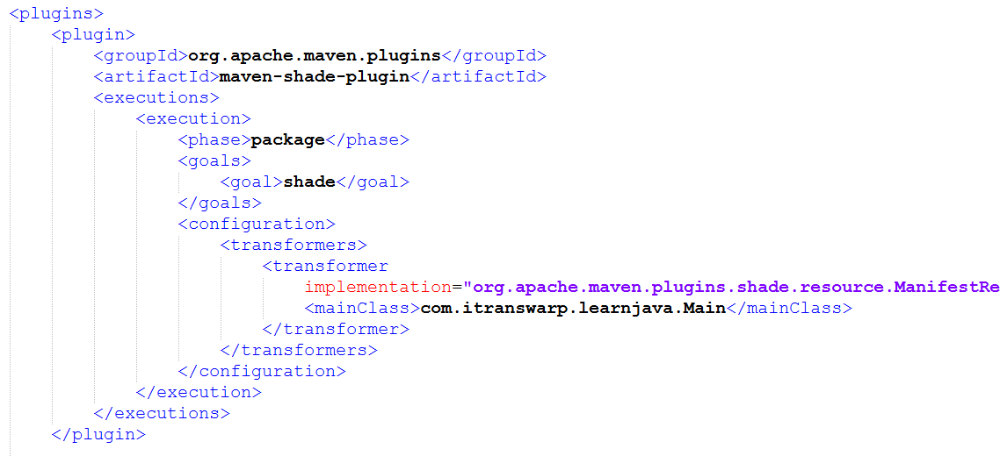 <plugins>
<plugin>
<groupId>org.apache.maven.plugins</groupId>
<artifactId>maven-shade-plugin</artifactId>
<executions>
<execution>
<phase>package</phase>
<goals>
<goal>shade</goal>
</goals>
<configuration>
<transformers>
<transformer
implementation="org.apache.maven.plugins.shade.resource.ManifestRe
<mainClass>com.itranswarp.learnjava.Main</mainClass>
</transformer>
</transformers>
</configuration>
</execution>
</executions>
</plugin>